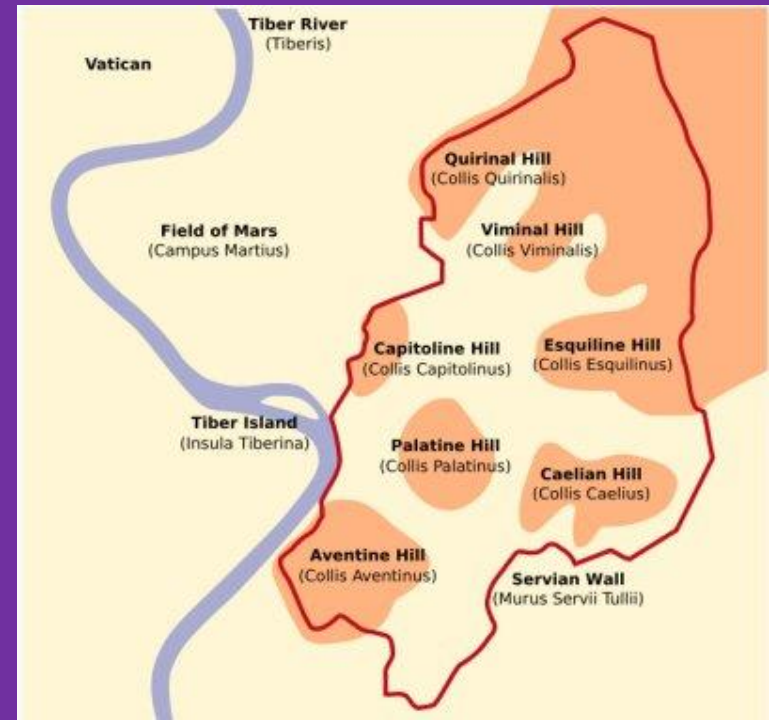 Tiber River
(Tiberis)
Vatican
Quirinal Hill
(Collis Quirinalis)
Field of Mars
(Campus Martius)
Viminal Hill
(Collis Viminalis)
Capitoline Hill
(Collis Capitolinus)
Esquiline Hill
(Collis Esquilinus)
Tiber Island
(Insula Tiberina)
Palatine Hill
(Collis Palatinus)
Caelian Hill
(Collis Caelius)
Aventine Hill
(Collis Aventinus)
Servian Wall
(Murus Servii Tullii)